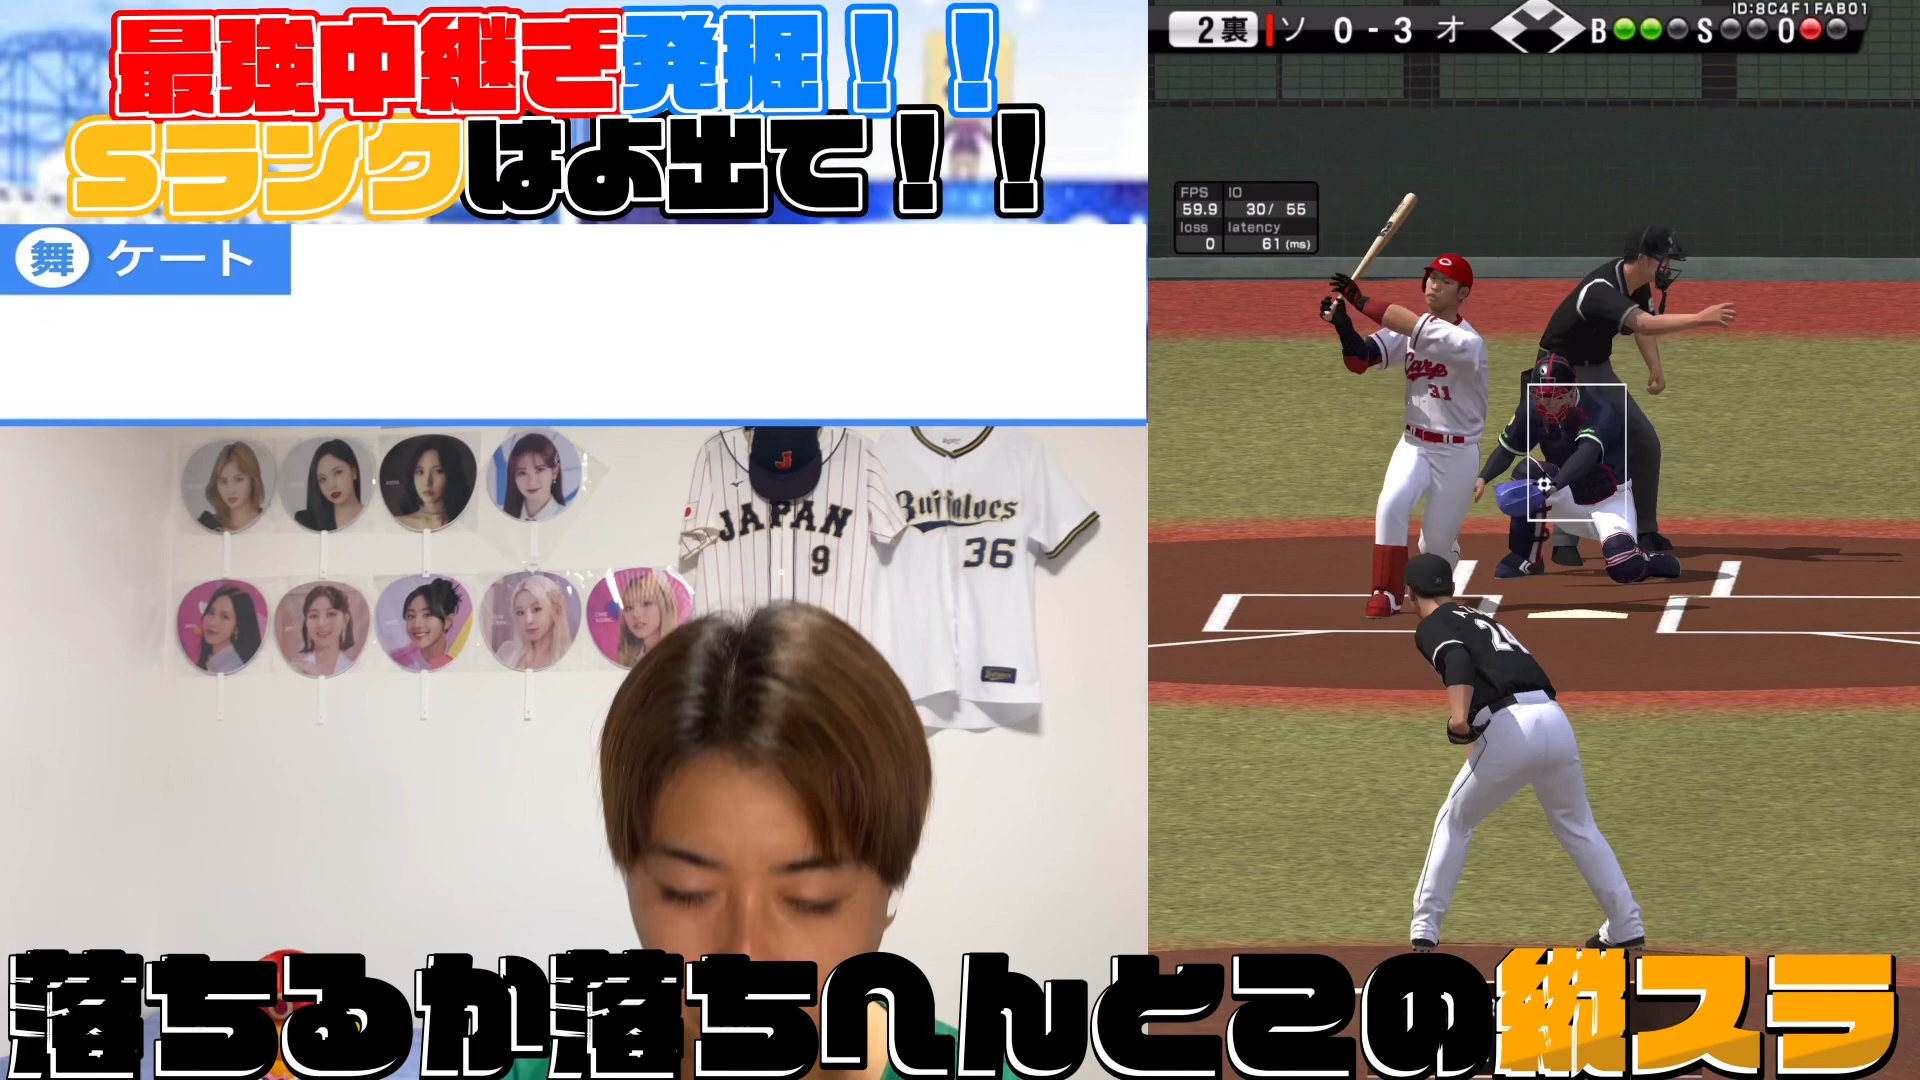 最強中継ぎ発掘！！
Sランクはよ出て！！
舞 ケート
ID:8C4F1FAB01
2裏 ソ 0 - 3 オ B S O
FPS IO
59.9 30/ 55
loss latency
0 61 (ms)
Carp
31
24
J
JAPAN
9
Buffaloes
36
落ちるか落ちへんとこの縦スラ